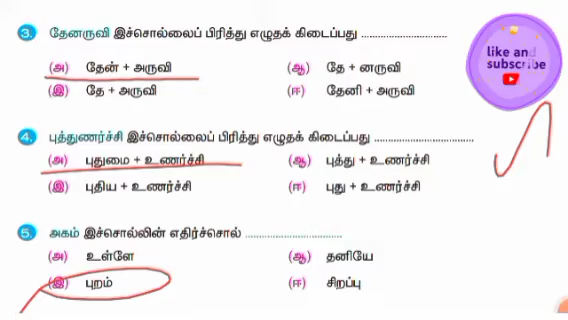 3. தேனருவி இச்சொல்லைப் பிரித்து எழுதக் கிடைப்பது ..............................
(அ) தேன் + அருவி (ஆ) தே + னருவி
(இ) தே + அருவி (ஈ) தேனி + அருவி
like and
subscribe
4. புத்துணர்ச்சி இச்சொல்லைப் பிரித்து எழுதக் கிடைப்பது ..................................
(அ) புதுமை + உணர்ச்சி (ஆ) புத்து + உணர்ச்சி
(இ) புதிய + உணர்ச்சி (ஈ) புது + உணர்ச்சி
5. அகம் இச்சொல்லின் எதிர்ச்சொல் .................................
(அ) உள்ளே (ஆ) தனியே
(இ) புறம் (ஈ) சிறப்பு